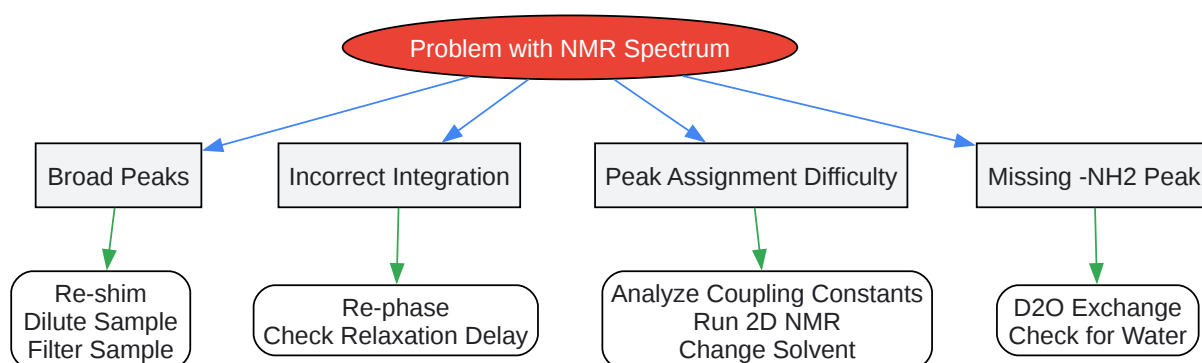 Problem with NMR Spectrum
Broad Peaks
Incorrect Integration
Peak Assignment Difficulty
Missing -NH2 Peak
Re-shim
Dilute Sample
Filter Sample
Re-phase
Check Relaxation Delay
Analyze Coupling Constants
Run 2D NMR
Change Solvent
D2O Exchange
Check for Water